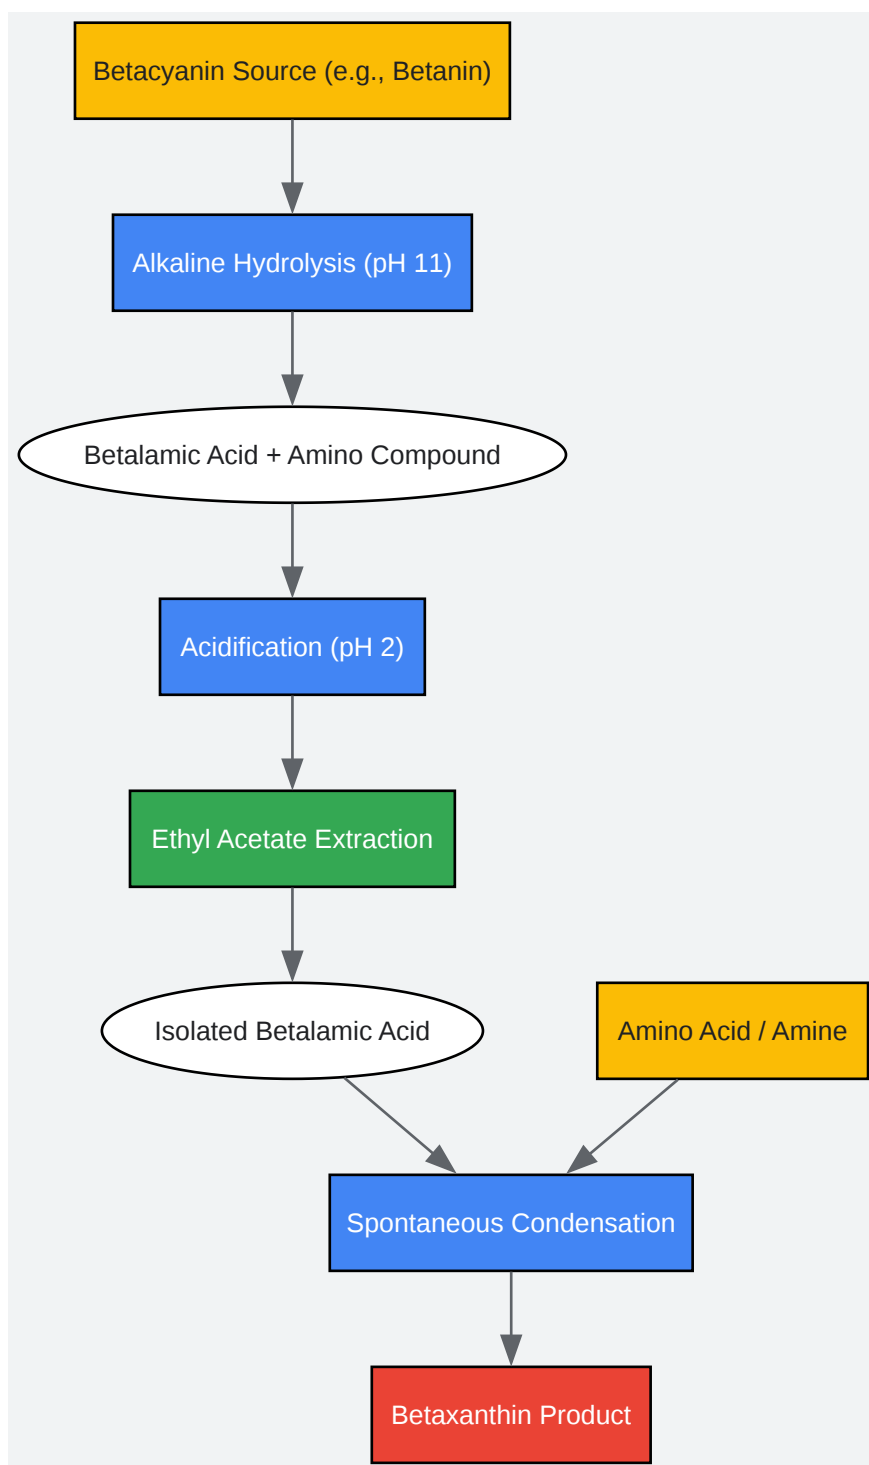 Betacyanin Source (e.g., Betanin)
Alkaline Hydrolysis (pH 11)
Betalamic Acid + Amino Compound
Acidification (pH 2)
Ethyl Acetate Extraction
Isolated Betalamic Acid
Amino Acid / Amine
Spontaneous Condensation
Betaxanthin Product